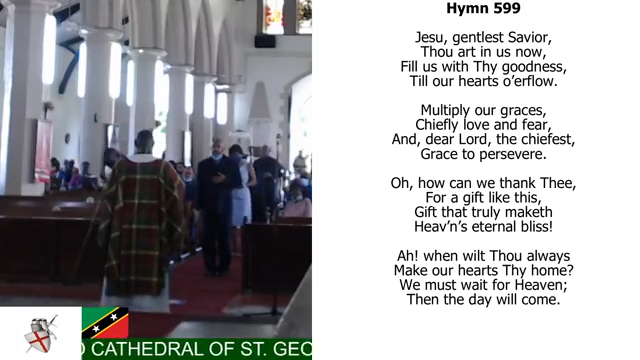 Hymn 599
Jesu, gentlest Savior,
Thou art in us now,
Fill us with Thy goodness,
Till our hearts o’erflow.
Multiply our graces,
Chiefly love and fear,
And, dear Lord, the chiefest,
Grace to persevere.
Oh, how can we thank Thee,
For a gift like this,
Gift that truly maketh
Heav’n’s eternal bliss!
Ah! when wilt Thou always
Make our hearts Thy home?
We must wait for Heaven;
Then the day will come.
CATHEDRAL OF ST. GEO